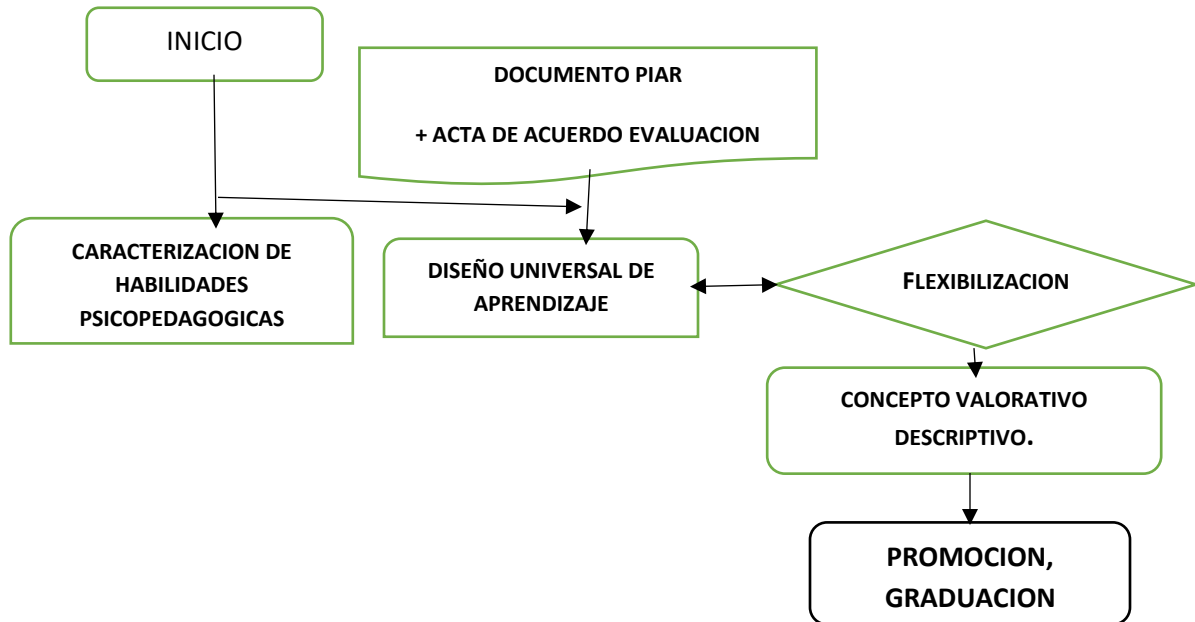 INICIO
DOCUMENTO PIAR
+ ACTA DE ACUERDO EVALUACION
CARACTERIZACION DE
HABILIDADES
PSICOPEDAGOGICAS
DISEÑO UNIVERSAL DE
APRENDIZAJE
FLEXIBILIZACION
CONCEPTO VALORATIVO
DESCRIPTIVO.
PROMOCION,
GRADUACION